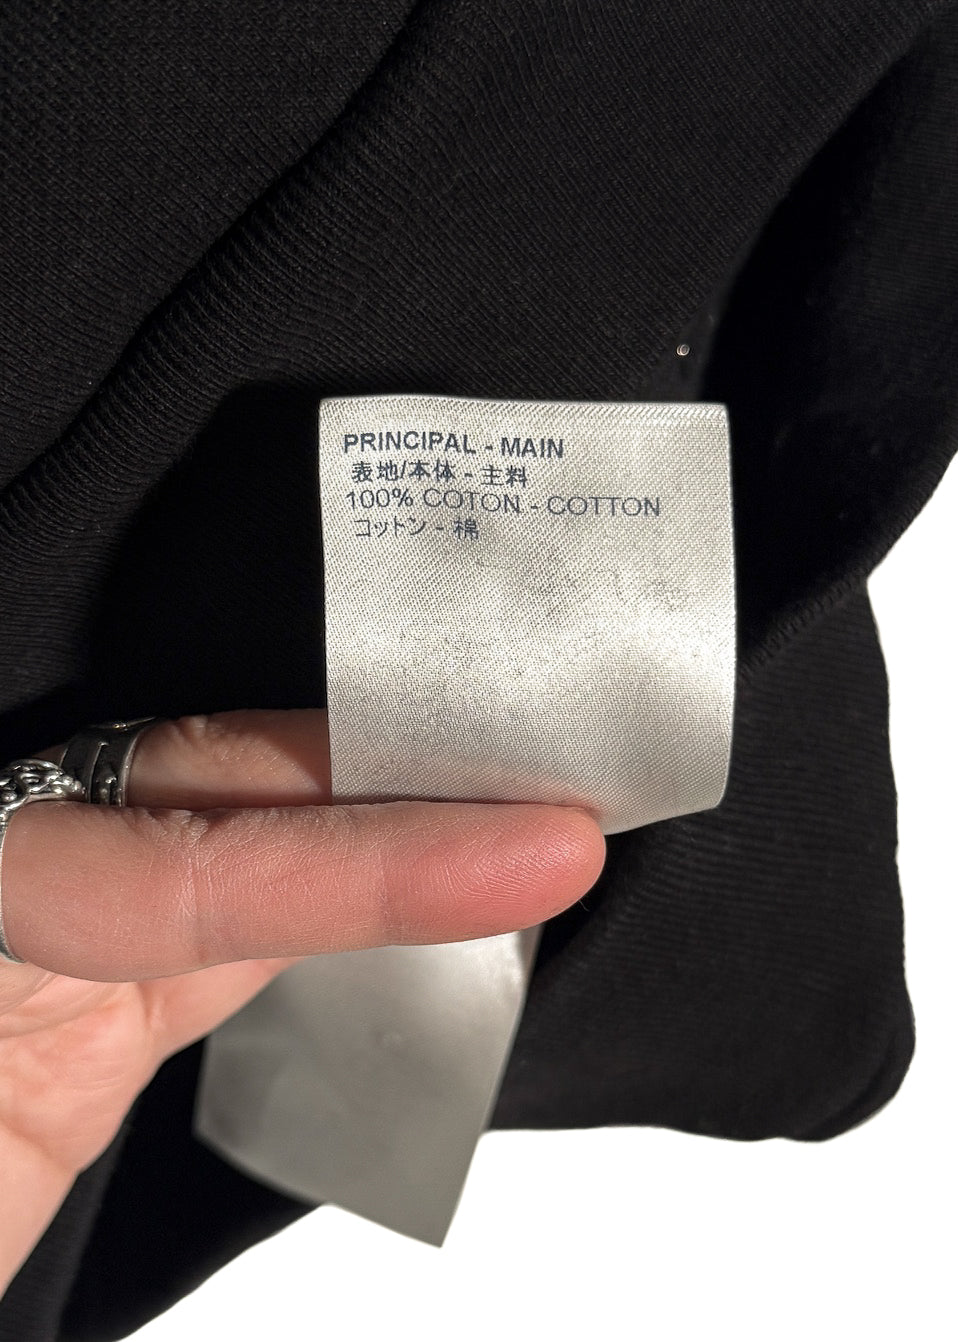 PRINCIPAL - MAIN
表地/本体 - 主料
100% COTON - COTTON
コットン - 棉